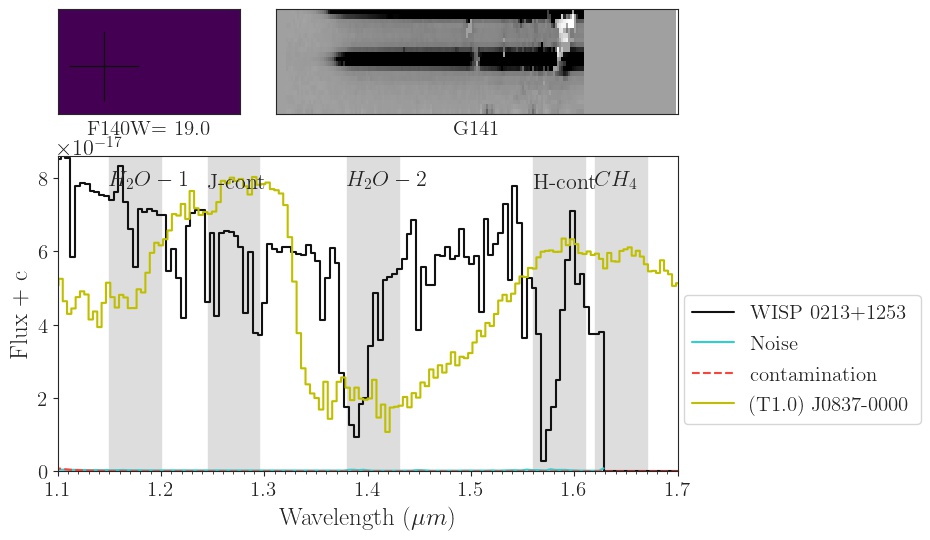 F140W= 19.0
G141
×10⁻¹⁷
H₂O − 1
J-cont
H₂O − 2
H-cont
CH₄
8
6
4
2
0
Flux + c
1.1
1.2
1.3
1.4
1.5
1.6
1.7
Wavelength (μm)
WISP 0213+1253
Noise
contamination
(T1.0) J0837-0000